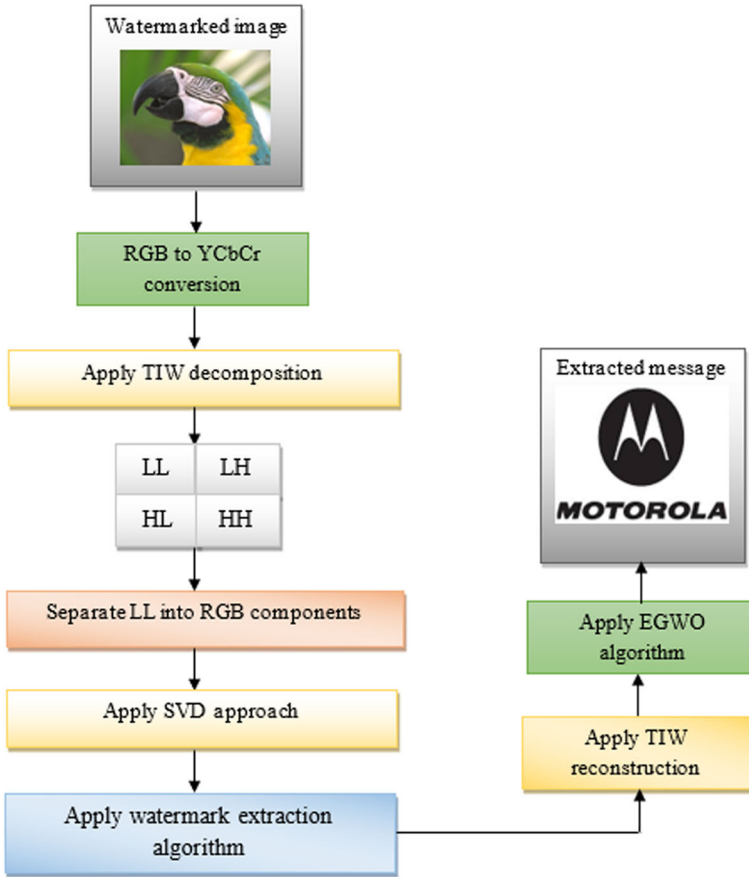 Watermarked image
RGB to YCbCr
conversion
Apply TIW decomposition
LL LH
HL HH
Separate LL into RGB components
Apply SVD approach
Apply watermark extraction
algorithm
Apply TIW
reconstruction
Apply EGWO
algorithm
Extracted message
MOTOROLA